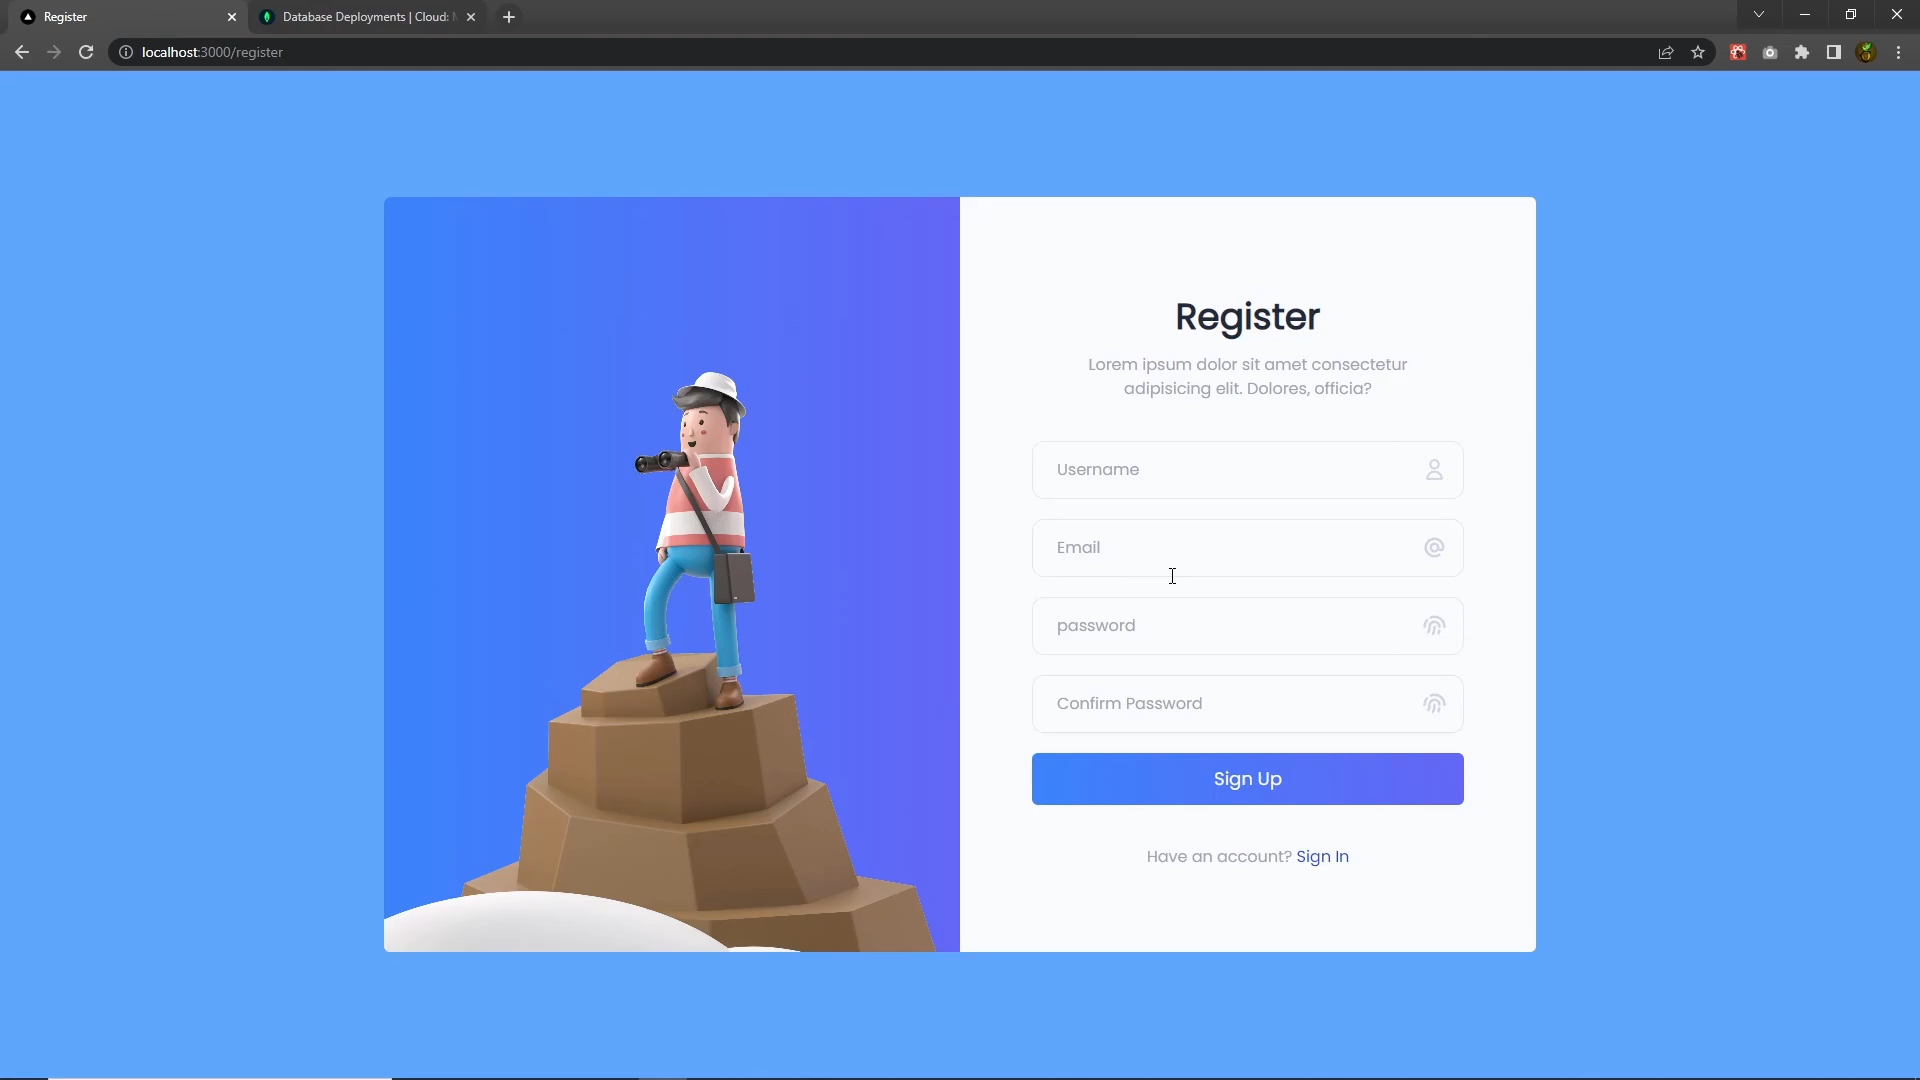 Register
Database Deployments | Cloud:
localhost:3000/register
Register
Lorem ipsum dolor sit amet consectetur
adipisicing elit. Dolores, officia?
Username
Email
password
Confirm Password
Sign Up
Have an account? Sign In